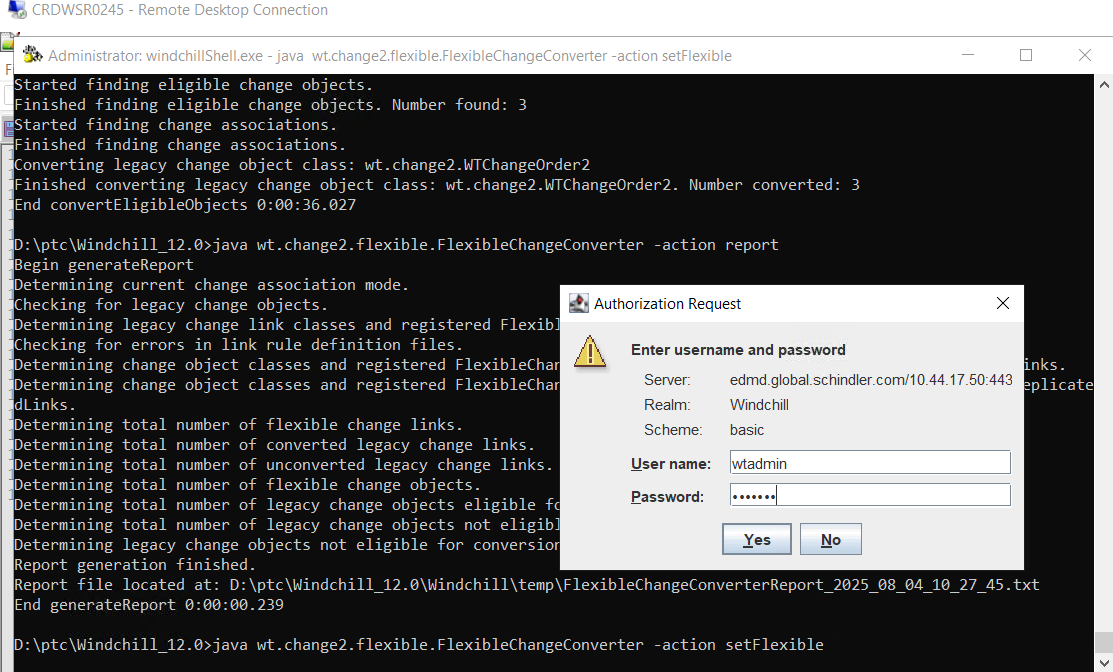 CRDWSR0245 - Remote Desktop Connection
Administrator: windchillShell.exe - java  wt.change2.flexible.FlexibleChangeConverter -action setFlexible
Started finding eligible change objects.
Finished finding eligible change objects. Number found: 3
Started finding change associations.
Finished finding change associations.
Converting legacy change object class: wt.change2.WTChangeOrder2
Finished converting legacy change object class: wt.change2.WTChangeOrder2. Number converted: 3
End convertEligibleObjects 0:00:36.027
D:\ptc\Windchill_12.0>java wt.change2.flexible.FlexibleChangeConverter -action report
Begin generateReport
Determining current change association mode.
Checking for legacy change objects.
Determining legacy change link classes and registered Flexibl
Checking for errors in link rule definition files.
Determining change object classes and registered FlexibleChan inks.
Determining change object classes and registered FlexibleChan eplicate
dLinks.
Determining total number of flexible change links.
Determining total number of converted legacy change links.
Determining total number of unconverted legacy change links.
Determining total number of flexible change objects.
Determining total number of legacy change objects eligible fo
Determining total number of legacy change objects not eligibl
Determining legacy change objects not eligible for conversion
Report generation finished.
Report file located at: D:\ptc\Windchill_12.0\Windchill\temp\FlexibleChangeConverterReport_2025_08_04_10_27_45.txt
End generateReport 0:00:00.239
D:\ptc\Windchill_12.0>java wt.change2.flexible.FlexibleChangeConverter -action setFlexible
Authorization Request
Enter username and password
Server: edmd.global.schindler.com/10.44.17.50:443
Realm: Windchill
Scheme: basic
User name: wtadmin
Password: •••••••
Yes No